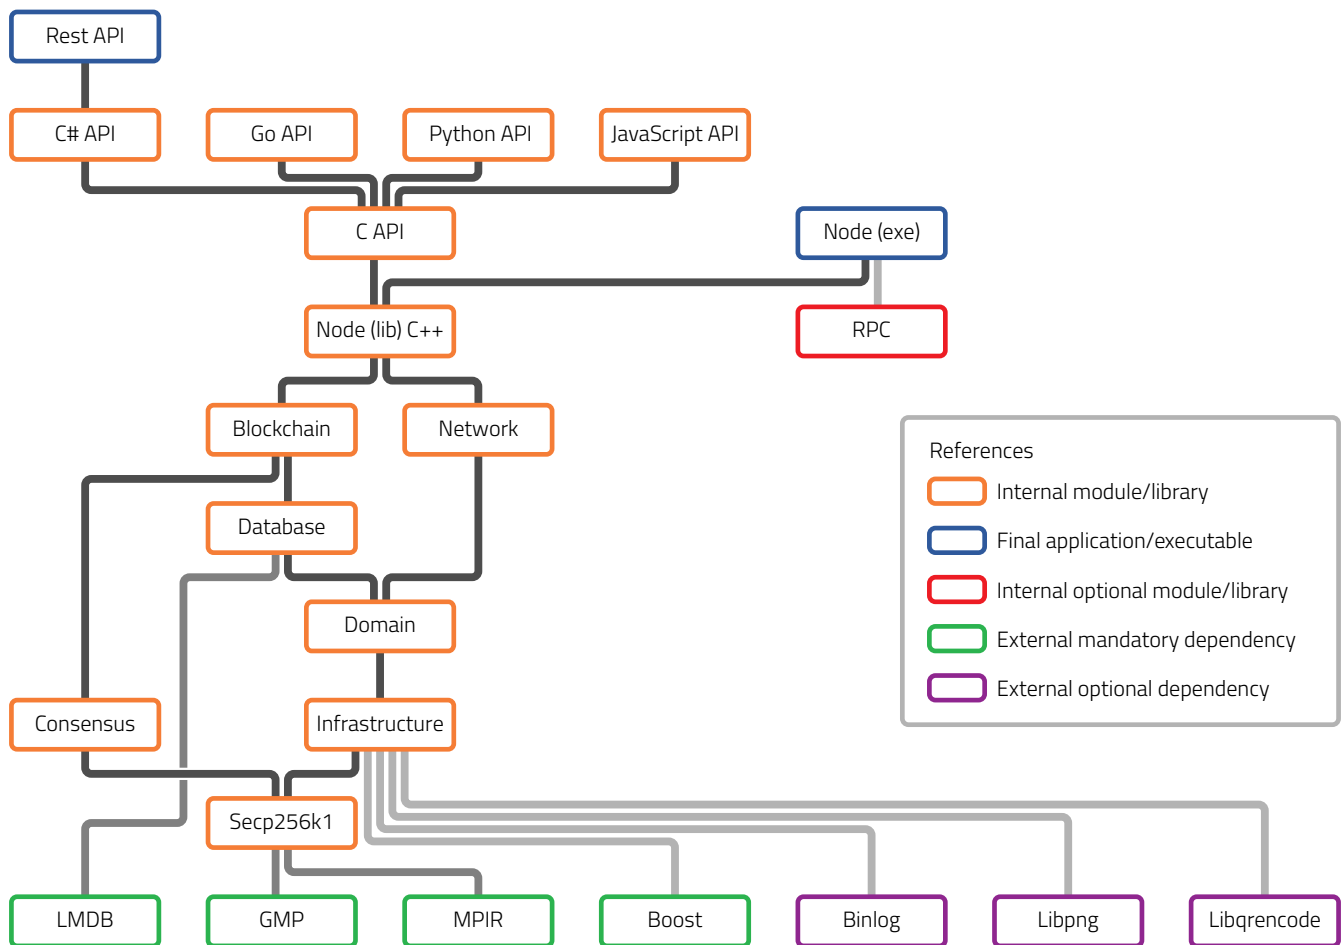 Rest API
C# API
Go API
Python API
JavaScript API
C API
Node (exe)
Node (lib) C++
RPC
Blockchain
Network
Database
Domain
Consensus
Infrastructure
Secp256k1
LMDB
GMP
MPIR
Boost
Binlog
Libpng
Libqrencode
References
Internal module/library
Final application/executable
Internal optional module/library
External mandatory dependency
External optional dependency